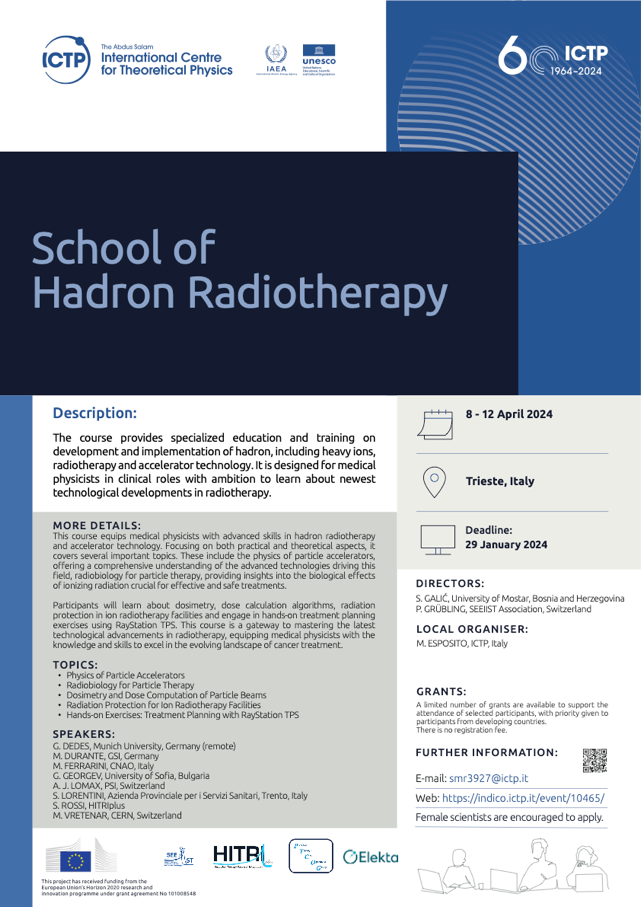 ICTP
The Abdus Salam
International Centre
for Theoretical Physics
IAEA
unesco
60 ICTP
1964–2024
School of
Hadron Radiotherapy
Description:
The course provides specialized education and training on
development and implementation of hadron, including heavy ions,
radiotherapy and accelerator technology. It is designed for medical
physicists in clinical roles with ambition to learn about newest
technological developments in radiotherapy.
MORE DETAILS:
This course equips medical physicists with advanced skills in hadron radiotherapy
and accelerator technology. Focusing on both practical and theoretical aspects, it
covers several important topics. These include the physics of particle accelerators,
offering a comprehensive understanding of the advanced technologies driving this
field, radiobiology for particle therapy, providing insights into the biological effects
of ionizing radiation crucial for effective and safe treatments.
Participants will learn about dosimetry, dose calculation algorithms, radiation
protection in ion radiotherapy facilities and engage in hands-on treatment planning
exercises using RayStation TPS. This course is a gateway to mastering the latest
technological advancements in radiotherapy, equipping medical physicists with the
knowledge and skills to excel in the evolving landscape of cancer treatment.
TOPICS:
• Physics of Particle Accelerators
• Radiobiology for Particle Therapy
• Dosimetry and Dose Computation of Particle Beams
• Radiation Protection for Ion Radiotherapy Facilities
• Hands-on Exercises: Treatment Planning with RayStation TPS
SPEAKERS:
G. DEDES, Munich University, Germany (remote)
M. DURANTE, GSI, Germany
M. FERRARINI, CNAO, Italy
G. GEORGEV, University of Sofia, Bulgaria
A. J. LOMAX, PSI, Switzerland
S. LORENTINI, Azienda Provinciale per i Servizi Sanitari, Trento, Italy
S. ROSSI, HITRIplus
M. VRETENAR, CERN, Switzerland
8 - 12 April 2024
Trieste, Italy
Deadline:
29 January 2024
DIRECTORS:
S. GALIĆ, University of Mostar, Bosnia and Herzegovina
P. GRÜBLING, SEEIIST Association, Switzerland
LOCAL ORGANISER:
M. ESPOSITO, ICTP, Italy
GRANTS:
A limited number of grants are available to support the
attendance of selected participants, with priority given to
participants from developing countries.
There is no registration fee.
FURTHER INFORMATION:
E-mail: smr3927@ictp.it
Web: https://indico.ictp.it/event/10465/
Female scientists are encouraged to apply.
This project has received funding from the
European Union's Horizon 2020 research and
innovation programme under grant agreement No 101008548
HITRI
Elekta